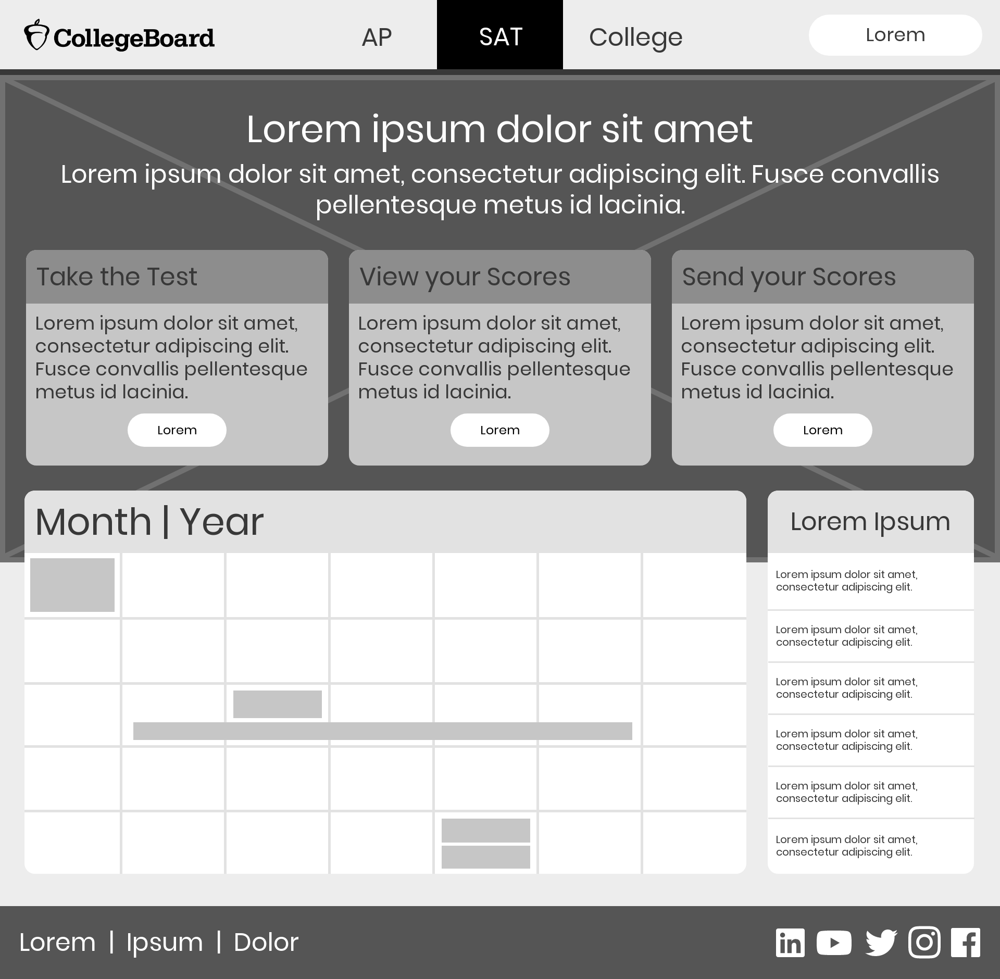 CollegeBoard
AP
SAT
College
Lorem
Lorem ipsum dolor sit amet
Lorem ipsum dolor sit amet, consectetur adipiscing elit. Fusce convallis
pellentesque metus id lacinia.
Take the Test
Lorem ipsum dolor sit amet,
consectetur adipiscing elit.
Fusce convallis pellentesque
metus id lacinia.
Lorem
View your Scores
Lorem ipsum dolor sit amet,
consectetur adipiscing elit.
Fusce convallis pellentesque
metus id lacinia.
Lorem
Send your Scores
Lorem ipsum dolor sit amet,
consectetur adipiscing elit.
Fusce convallis pellentesque
metus id lacinia.
Lorem
Month | Year
Lorem Ipsum
Lorem ipsum dolor sit amet,
consectetur adipiscing elit.
Lorem ipsum dolor sit amet,
consectetur adipiscing elit.
Lorem ipsum dolor sit amet,
consectetur adipiscing elit.
Lorem ipsum dolor sit amet,
consectetur adipiscing elit.
Lorem ipsum dolor sit amet,
consectetur adipiscing elit.
Lorem ipsum dolor sit amet,
consectetur adipiscing elit.
Lorem | Ipsum | Dolor